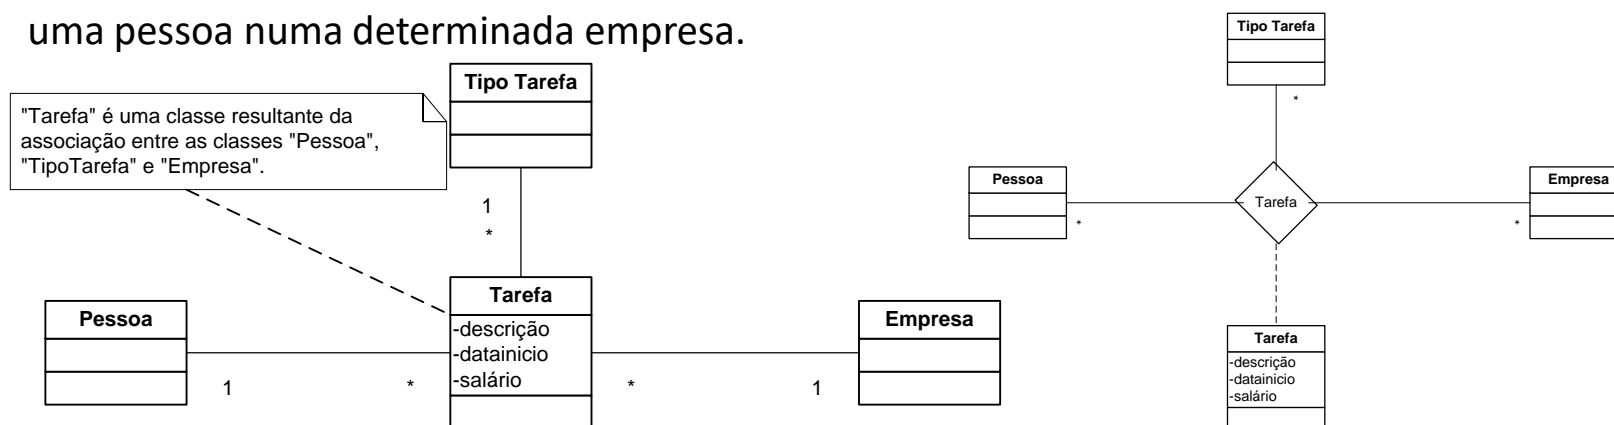 uma pessoa numa determinada empresa.
"Tarefa" é uma classe resultante da
associação entre as classes "Pessoa",
"TipoTarefa" e "Empresa".
Tipo Tarefa
1
*
Pessoa
1
*
Tarefa
-descrição
-datainicio
-salário
*
1
Empresa
Tipo Tarefa
*
Pessoa
*
Tarefa
*
Empresa
Tarefa
-descrição
-datainicio
-salário